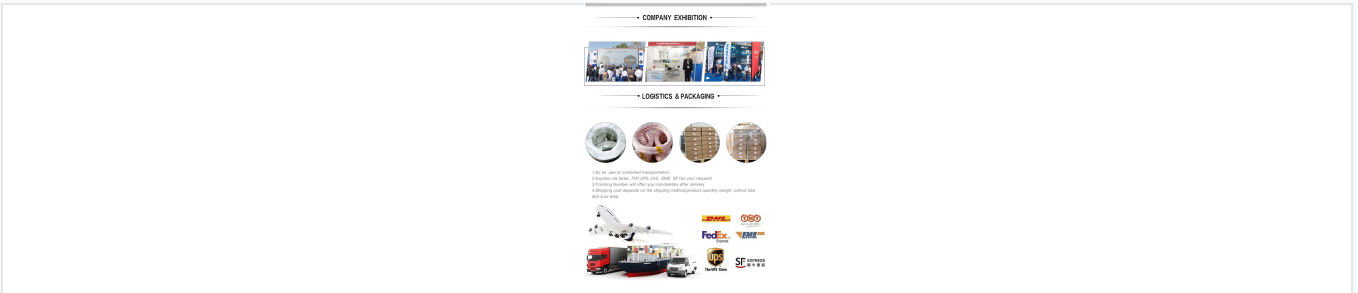 COMPANY EXHIBITION
LOGISTICS & PACKAGING
1.By air ,sea or combined transportation
2.Express via fedex ,TNT,UPS ,DHL ,EMS ,SF (As your request)
3.Tracking Number will offer you immideately after delivery
4.Shipping cost depends on the shipping method,product quantity weight ,carton size
and your area
DHL
TNT
FedEx
Express
EMS
ups
The UPS Store
SF EXPRESS